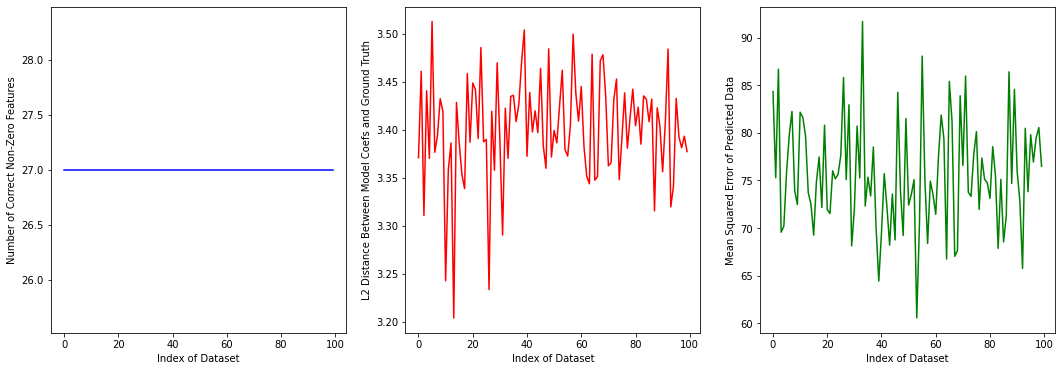 Number of Correct Non-Zero Features
28.0
27.5
27.0
26.5
26.0
0 20 40 60 80 100
Index of Dataset
L2 Distance Between Model Coefs and Ground Truth
3.50
3.45
3.40
3.35
3.30
3.25
3.20
0 20 40 60 80 100
Index of Dataset
Mean Squared Error of Predicted Data
90
85
80
75
70
65
60
0 20 40 60 80 100
Index of Dataset